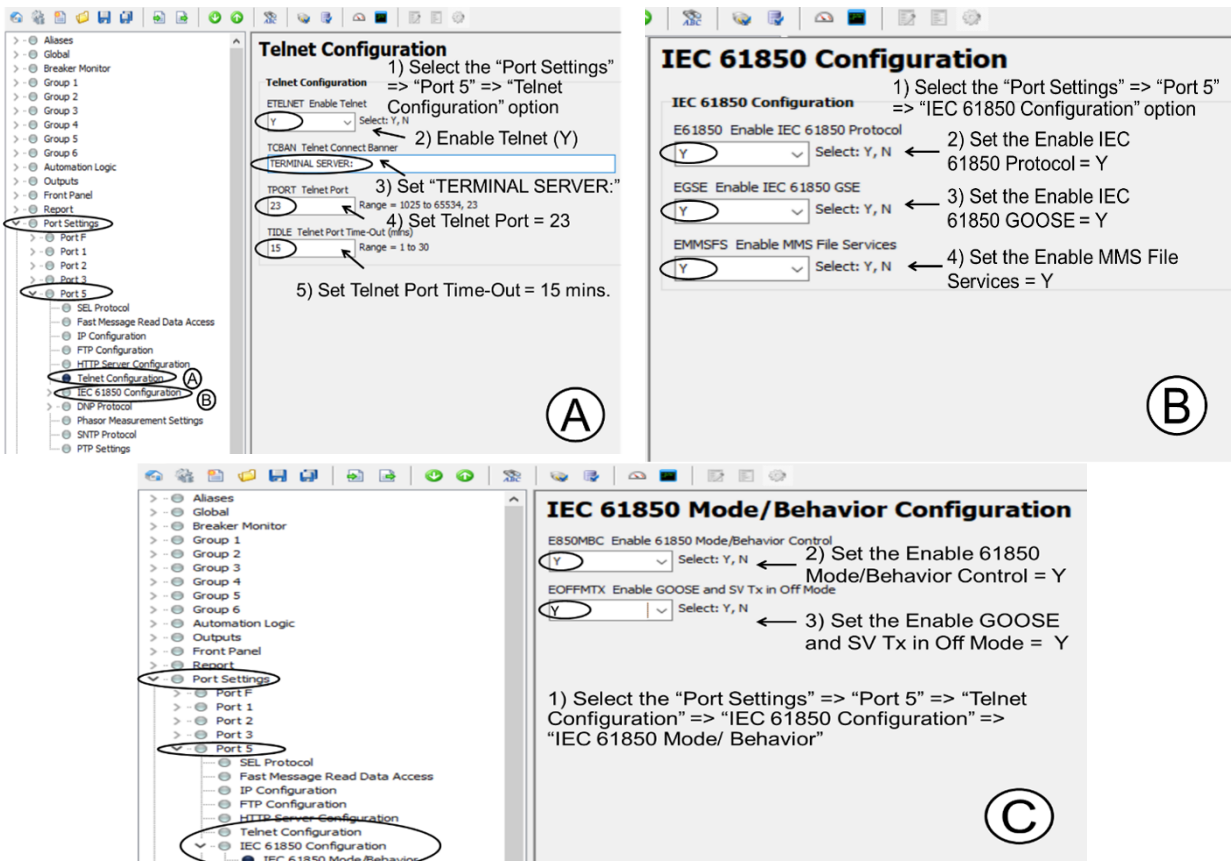 Aliases
Global
Breaker Monitor
Group 1
Group 2
Group 3
Group 4
Group 5
Group 6
Automation Logic
Outputs
Front Panel
Report
Port Settings
Port F
Port 1
Port 2
Port 3
Port 5
SEL Protocol
Fast Message Read Data Access
IP Configuration
FTP Configuration
HTTP Server Configuration
Telnet Configuration A
IEC 61850 Configuration B
DNP Protocol
Phasor Measurement Settings
SNTP Protocol
PTP Settings
Telnet Configuration
1) Select the “Port Settings”
=> “Port 5” => “Telnet
Configuration” option
Telnet Configuration
ETELNET Enable Telnet
Y Select: Y, N
2) Enable Telnet (Y)
TCBAN Telnet Connect Banner
TERMINAL SERVER:
3) Set “TERMINAL SERVER:”
TPORT Telnet Port
23 Range = 1025 to 65534, 23
4) Set Telnet Port = 23
TIDLE Telnet Port Time-Out (mins)
15 Range = 1 to 30
5) Set Telnet Port Time-Out = 15 mins.
A
IEC 61850 Configuration
1) Select the “Port Settings” => “Port 5”
=> “IEC 61850 Configuration” option
IEC 61850 Configuration
E61850 Enable IEC 61850 Protocol
Y Select: Y, N
2) Set the Enable IEC
61850 Protocol = Y
EGSE Enable IEC 61850 GSE
Y Select: Y, N
3) Set the Enable IEC
61850 GOOSE = Y
EMMSFS Enable MMS File Services
Y Select: Y, N
4) Set the Enable MMS File
Services = Y
B
Aliases
Global
Breaker Monitor
Group 1
Group 2
Group 3
Group 4
Group 5
Group 6
Automation Logic
Outputs
Front Panel
Report
Port Settings
Port F
Port 1
Port 2
Port 3
Port 5
SEL Protocol
Fast Message Read Data Access
IP Configuration
FTP Configuration
HTTP Server Configuration
Telnet Configuration
IEC 61850 Configuration
IEC 61850 Mode/Behavior
IEC 61850 Mode/Behavior Configuration
E850MBC Enable 61850 Mode/Behavior Control
Y Select: Y, N
2) Set the Enable 61850
Mode/Behavior Control = Y
EOFFMTX Enable GOOSE and SV Tx in Off Mode
Y Select: Y, N
3) Set the Enable GOOSE
and SV Tx in Off Mode = Y
1) Select the “Port Settings” => “Port 5” => “Telnet
Configuration” => “IEC 61850 Configuration” =>
“IEC 61850 Mode/ Behavior”
C